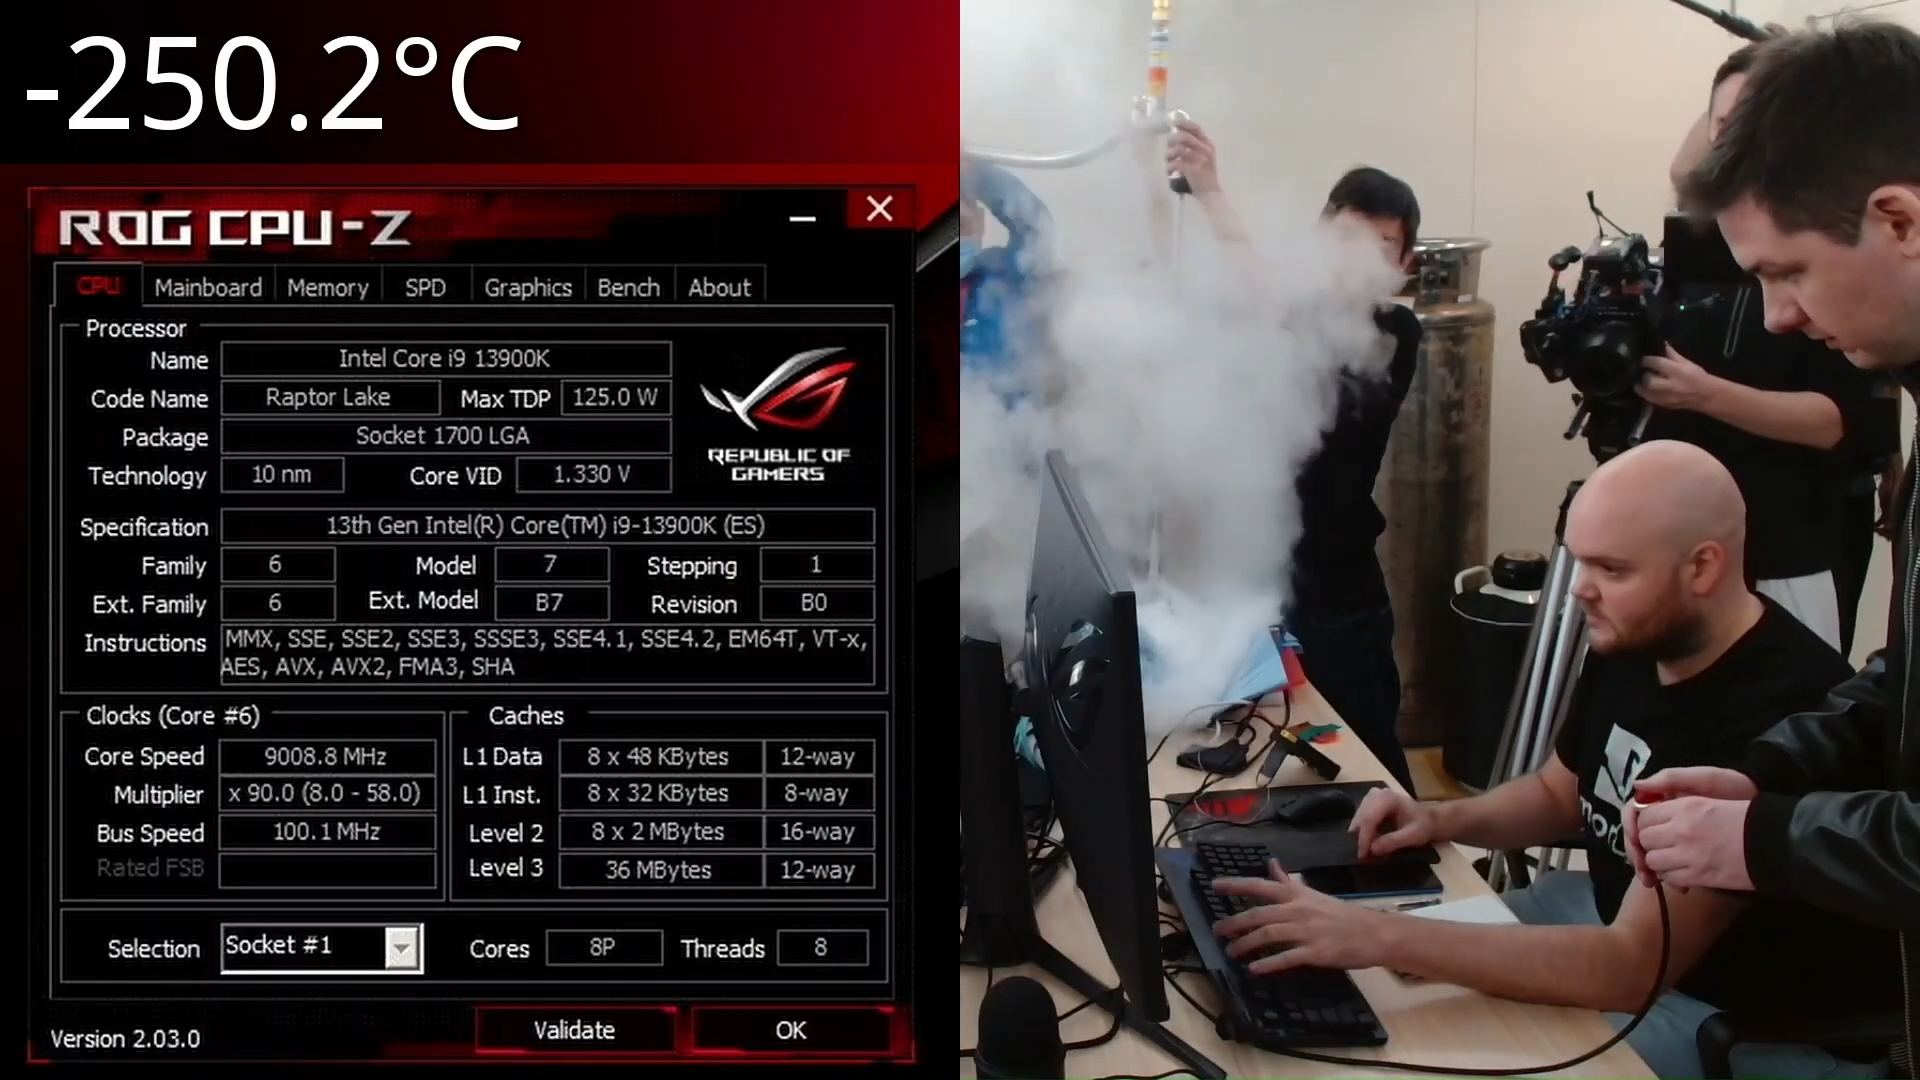 -250.2°C
ROG CPU-Z
CPU Mainboard Memory SPD Graphics Bench About
Processor
Name Intel Core i9 13900K
Code Name Raptor Lake Max TDP 125.0 W
Package Socket 1700 LGA
Technology 10 nm Core VID 1.330 V
REPUBLIC OF
GAMERS
Specification 13th Gen Intel(R) Core(TM) i9-13900K (ES)
Family 6 Model 7 Stepping 1
Ext. Family 6 Ext. Model B7 Revision B0
Instructions MMX, SSE, SSE2, SSE3, SSSE3, SSE4.1, SSE4.2, EM64T, VT-x,
AES, AVX, AVX2, FMA3, SHA
Clocks (Core #6) Caches
Core Speed 9008.8 MHz L1 Data 8 x 48 KBytes 12-way
Multiplier x 90.0 (8.0 - 58.0) L1 Inst. 8 x 32 KBytes 8-way
Bus Speed 100.1 MHz Level 2 8 x 2 MBytes 16-way
Rated FSB Level 3 36 MBytes 12-way
Selection Socket #1 Cores 8P Threads 8
Version 2.03.0 Validate OK